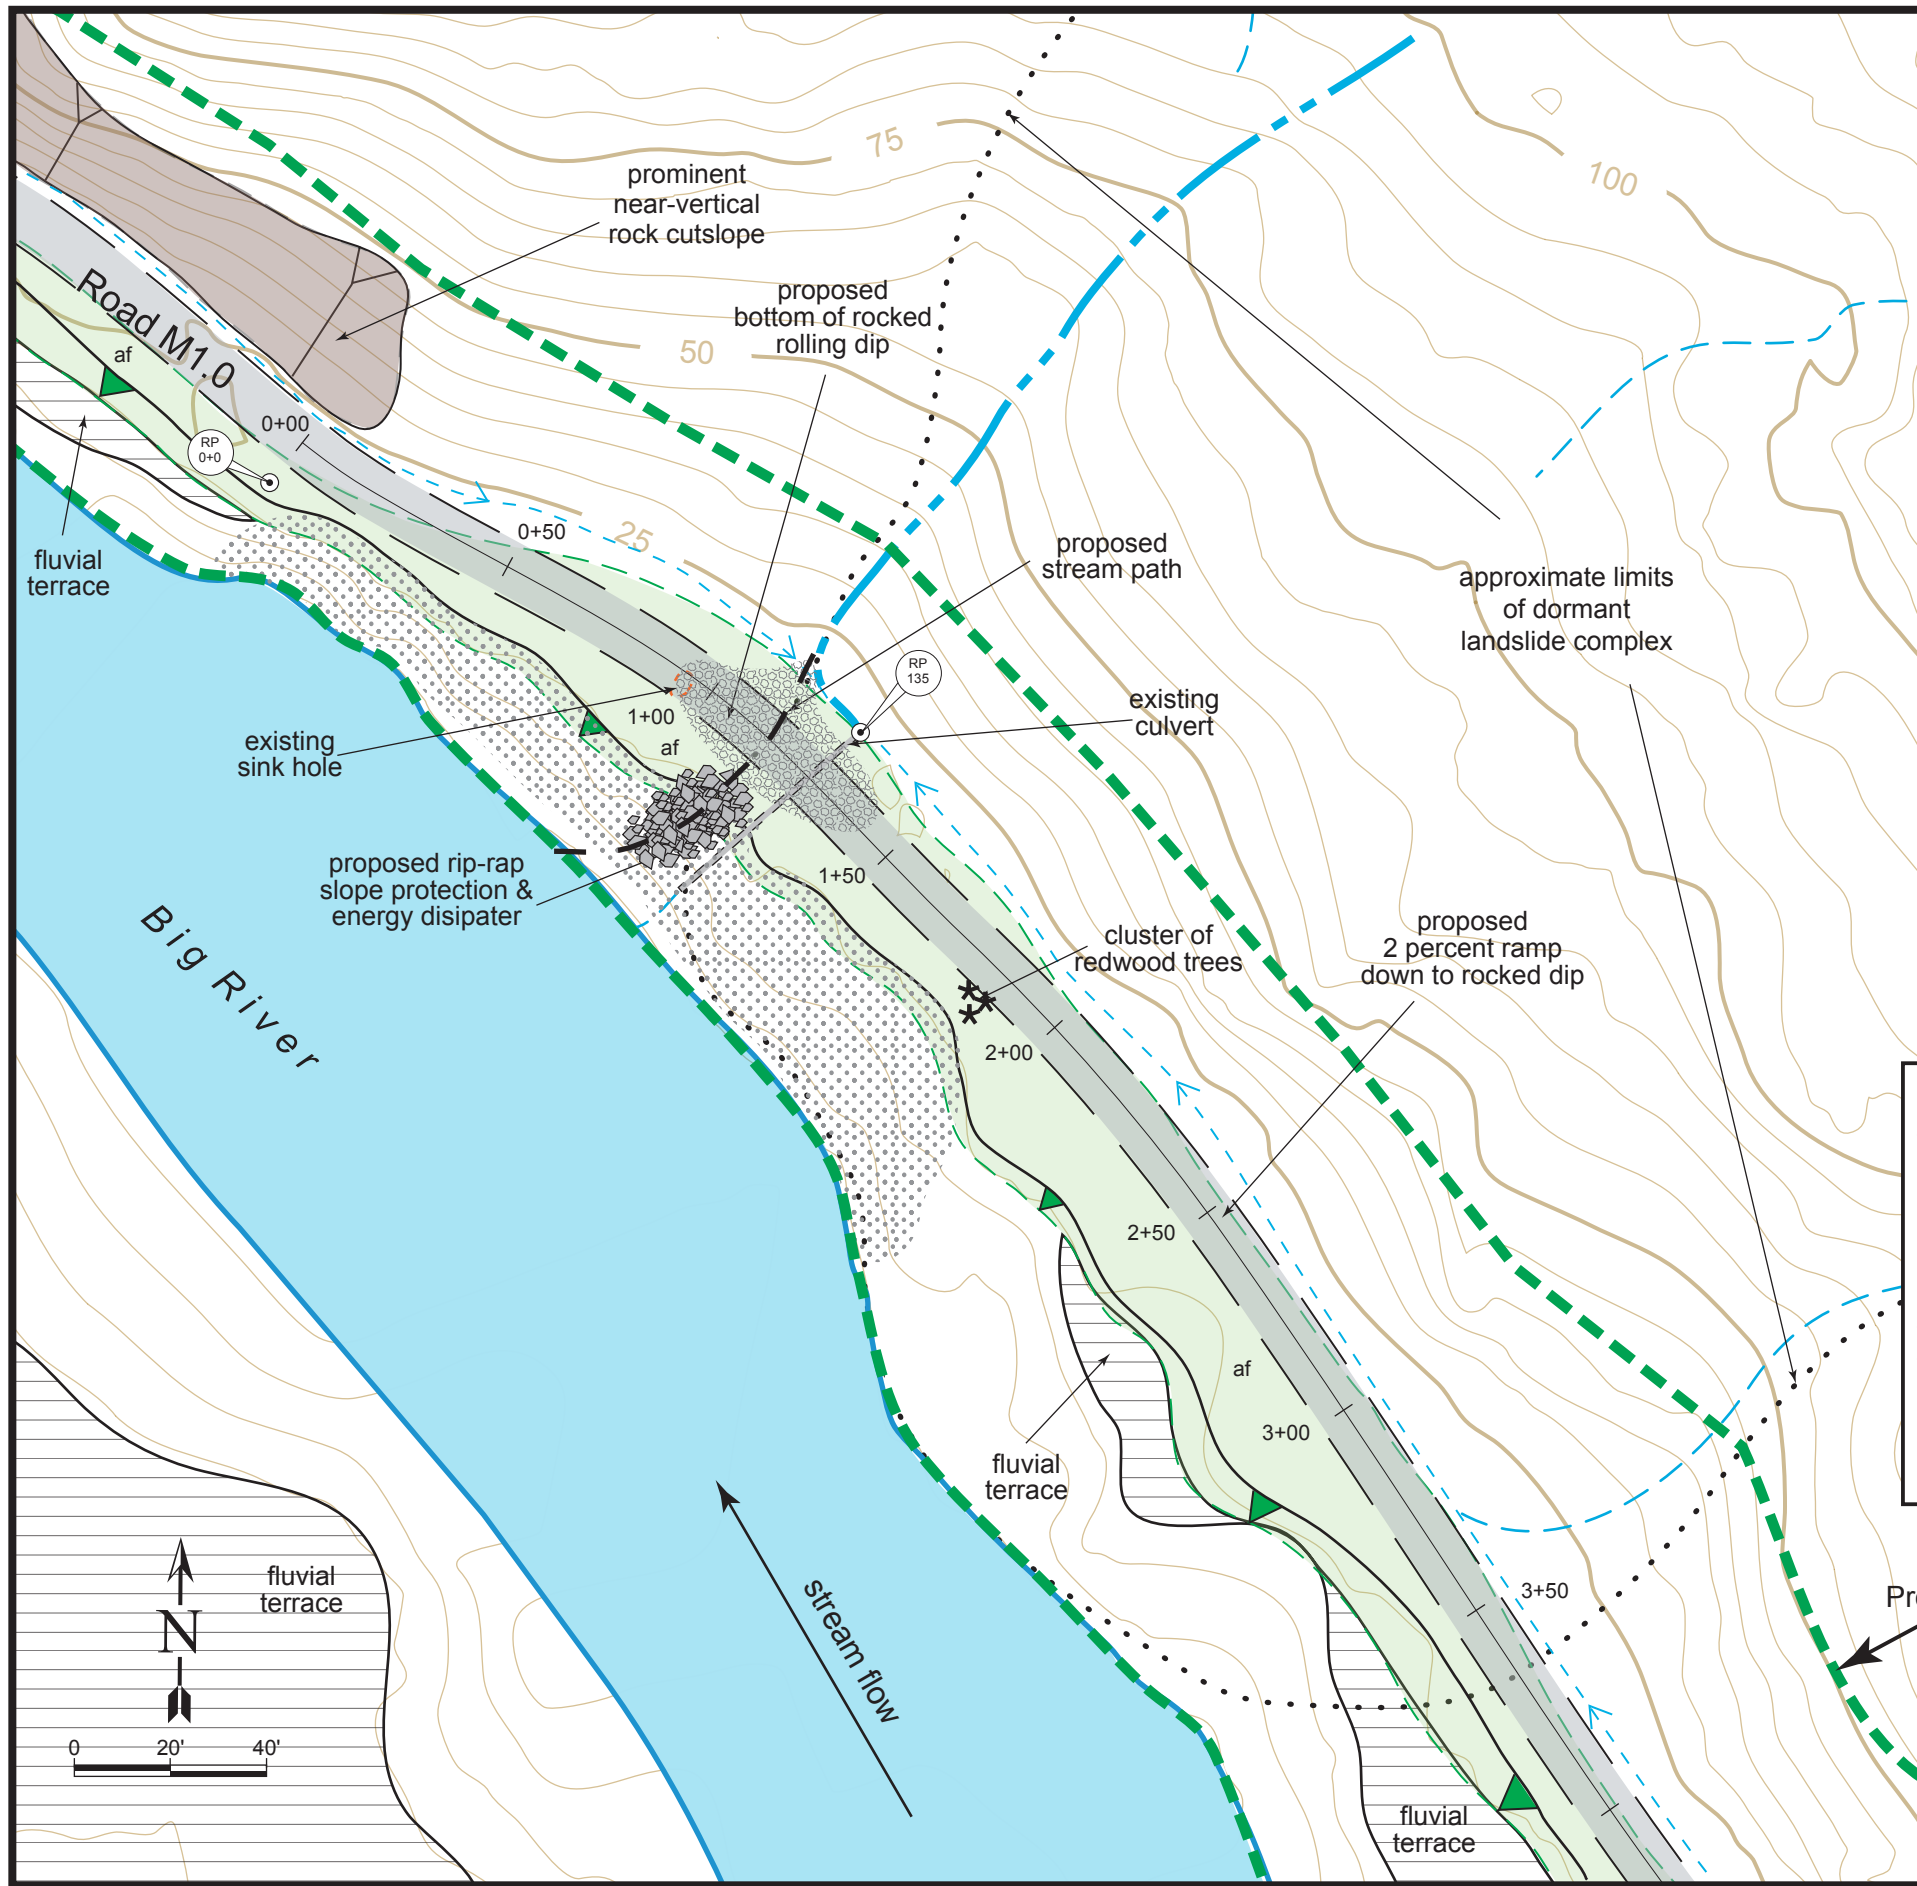 75
100
prominent
near-vertical
rock cutslope
proposed
bottom of rocked
rolling dip
Road M1.0
50
af
0+00
RP
0+0
0+50
25
fluvial
terrace
proposed
stream path
approximate limits
of dormant
landslide complex
RP
135
existing
culvert
1+00
af
existing
sink hole
proposed rip-rap
slope protection &
energy disipater
1+50
Big River
cluster of
redwood trees
proposed
2 percent ramp
down to rocked dip
2+00
2+50
af
3+00
fluvial
terrace
3+50
fluvial
terrace
N
stream flow
0 20' 40'
fluvial
terrace